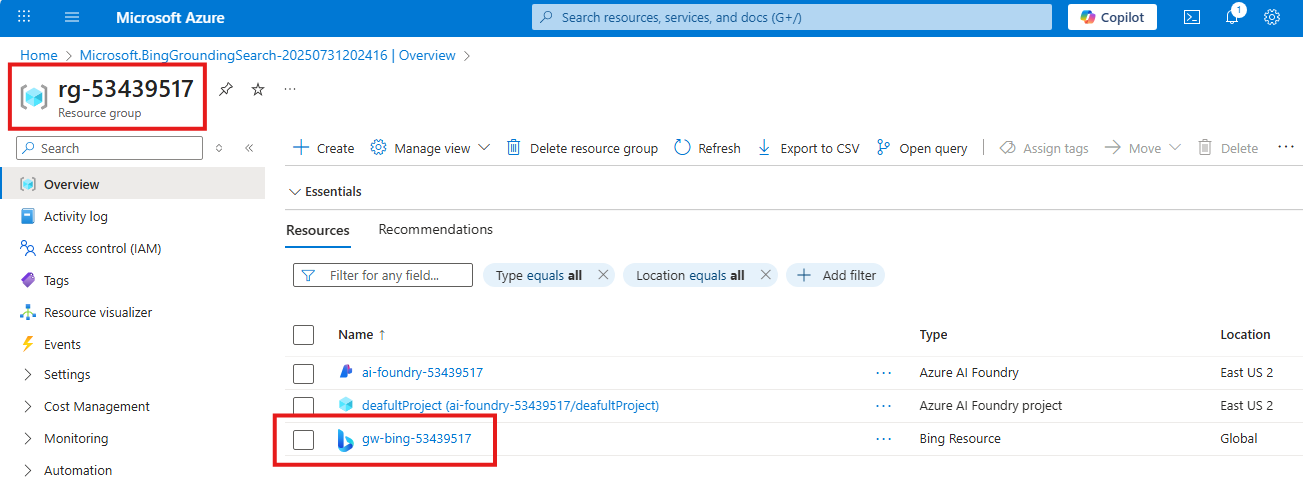 Microsoft Azure
Search resources, services, and docs (G+/)
Copilot
1
Home > Microsoft.BingGroundingSearch-20250731202416 | Overview >
rg-53439517
Resource group
Search
Create
Manage view
Delete resource group
Refresh
Export to CSV
Open query
Assign tags
Move
Delete
Overview
Activity log
Access control (IAM)
Tags
Resource visualizer
Events
Settings
Cost Management
Monitoring
Automation
Essentials
Resources
Recommendations
Filter for any field...
Type equals all
Location equals all
Add filter
Name ↑ Type Location
ai-foundry-53439517 ... Azure AI Foundry East US 2
deafultProject (ai-foundry-53439517/deafultProject) ... Azure AI Foundry project East US 2
gw-bing-53439517 ... Bing Resource Global